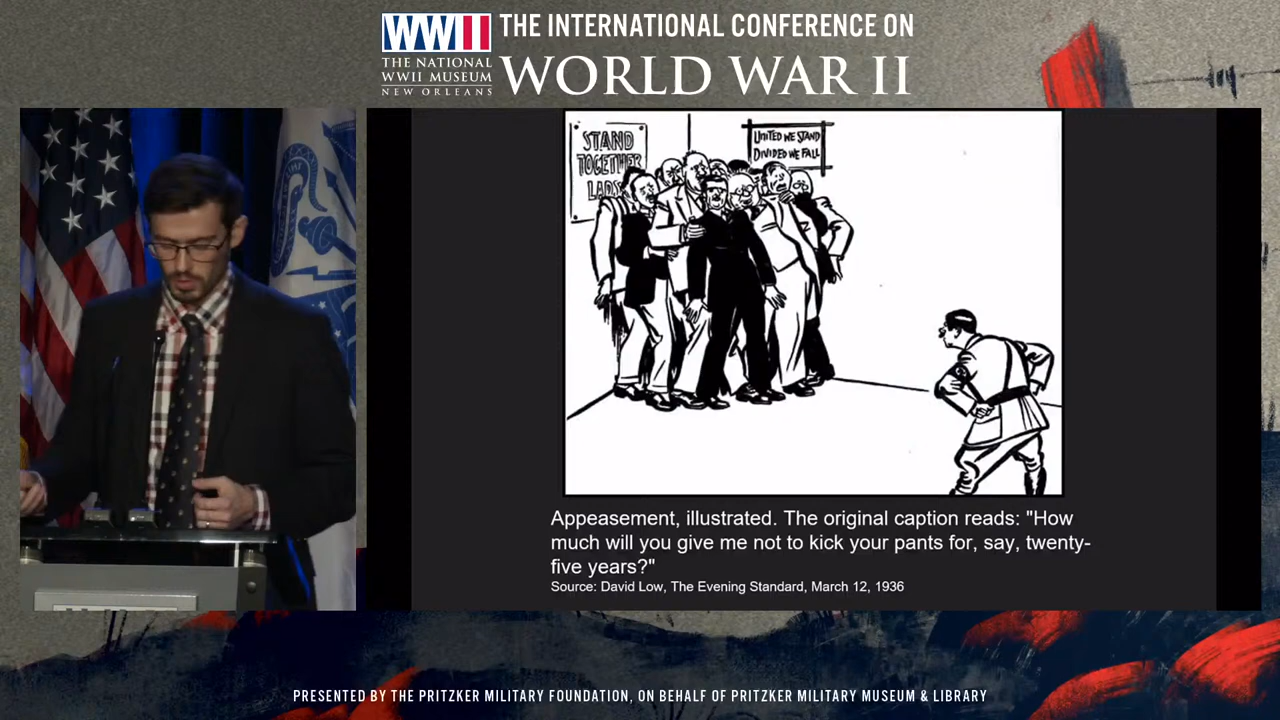 WWII
THE NATIONAL
WWII MUSEUM
NEW ORLEANS
THE INTERNATIONAL CONFERENCE ON
WORLD WAR II
STAND
TOGETHER
LADS
UNITED WE STAND
DIVIDED WE FALL
Appeasement, illustrated. The original caption reads: "How
much will you give me not to kick your pants for, say, twenty-
five years?"
Source: David Low, The Evening Standard, March 12, 1936
PRESENTED BY THE PRITZKER MILITARY FOUNDATION, ON BEHALF OF PRITZKER MILITARY MUSEUM & LIBRARY